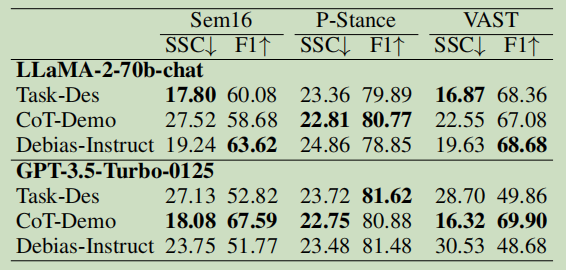 Sem16 P-Stance VAST
SSC↓ F1↑ SSC↓ F1↑ SSC↓ F1↑
LLaMA-2-70b-chat
Task-Des 17.80 60.08 23.36 79.89 16.87 68.36
CoT-Demo 27.52 58.68 22.81 80.77 22.55 67.08
Debias-Instruct 19.24 63.62 24.86 78.85 19.63 68.68
GPT-3.5-Turbo-0125
Task-Des 27.13 52.82 23.72 81.62 28.70 49.86
CoT-Demo 18.08 67.59 22.75 80.88 16.32 69.90
Debias-Instruct 23.75 51.77 23.48 81.48 30.53 48.68